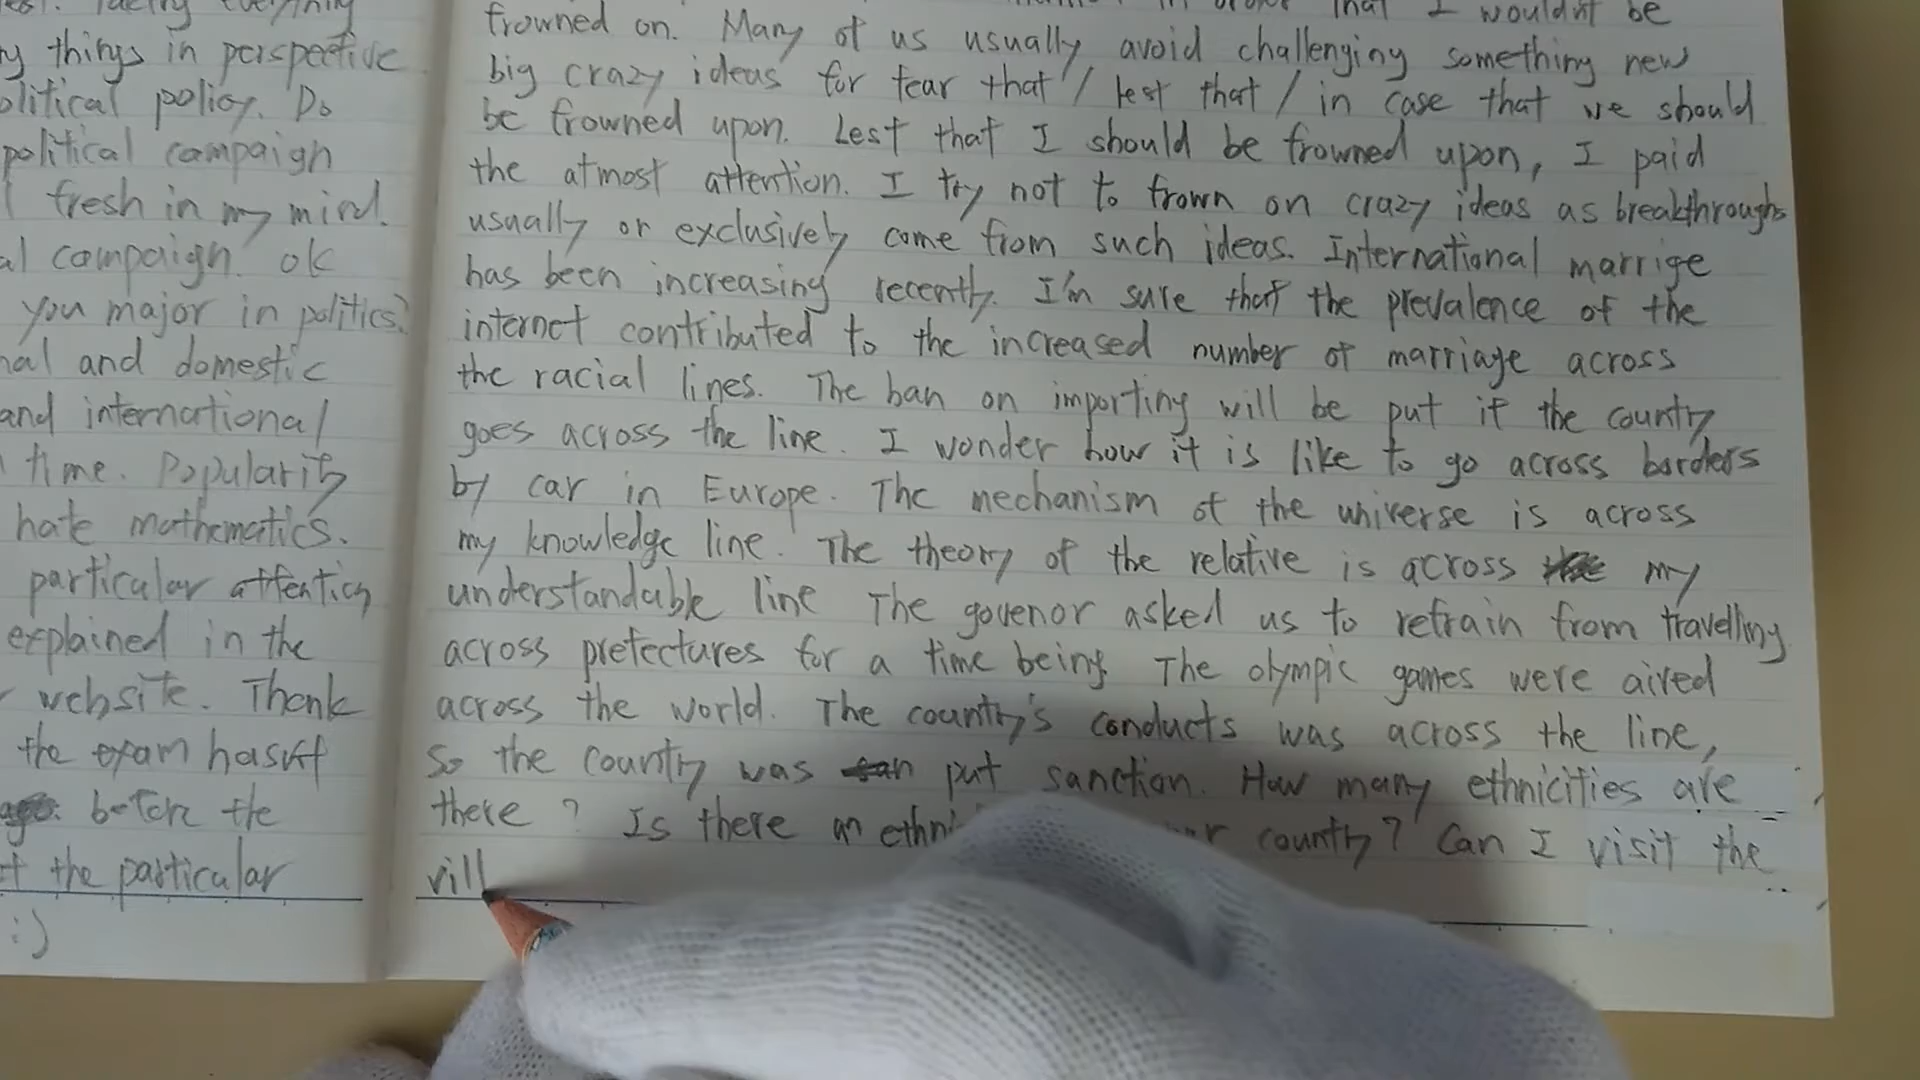 everything
y things in perspective
olitical policy. Do
political campaign
fresh in my mind.
al campaign. ok
you major in politics?
nal and domestic
and international
time. Popularity
hate mathematics.
particular attention
explained in the
website. Thank
the exam hasuff
before the
t the particular
:)
that I wouldn't be
frowned on. Many of us usually avoid challenging something new
big crazy ideas for fear that / lest that / in case that we should
be frowned upon. Lest that I should be frowned upon, I paid
the atmost attention. I try not to frown on crazy ideas as breakthroughs
usually or exclusively come from such ideas. International marrige
has been increasing recently. I'm sure that the prevalence of the
internet contributed to the increased number of marriage across
the racial lines. The ban on importing will be put if the country
goes across the line. I wonder how it is like to go across borders
by car in Europe. The mechanism of the universe is across
my knowledge line. The theory of the relative is across my
understandable line The govenor asked us to refrain from travelling
across prefectures for a time being. The olympic games were aired
across the world. The country's conducts was across the line,
So the country was put sanction. How many ethnicities are
there? Is there an ethni country? Can I visit the
vill